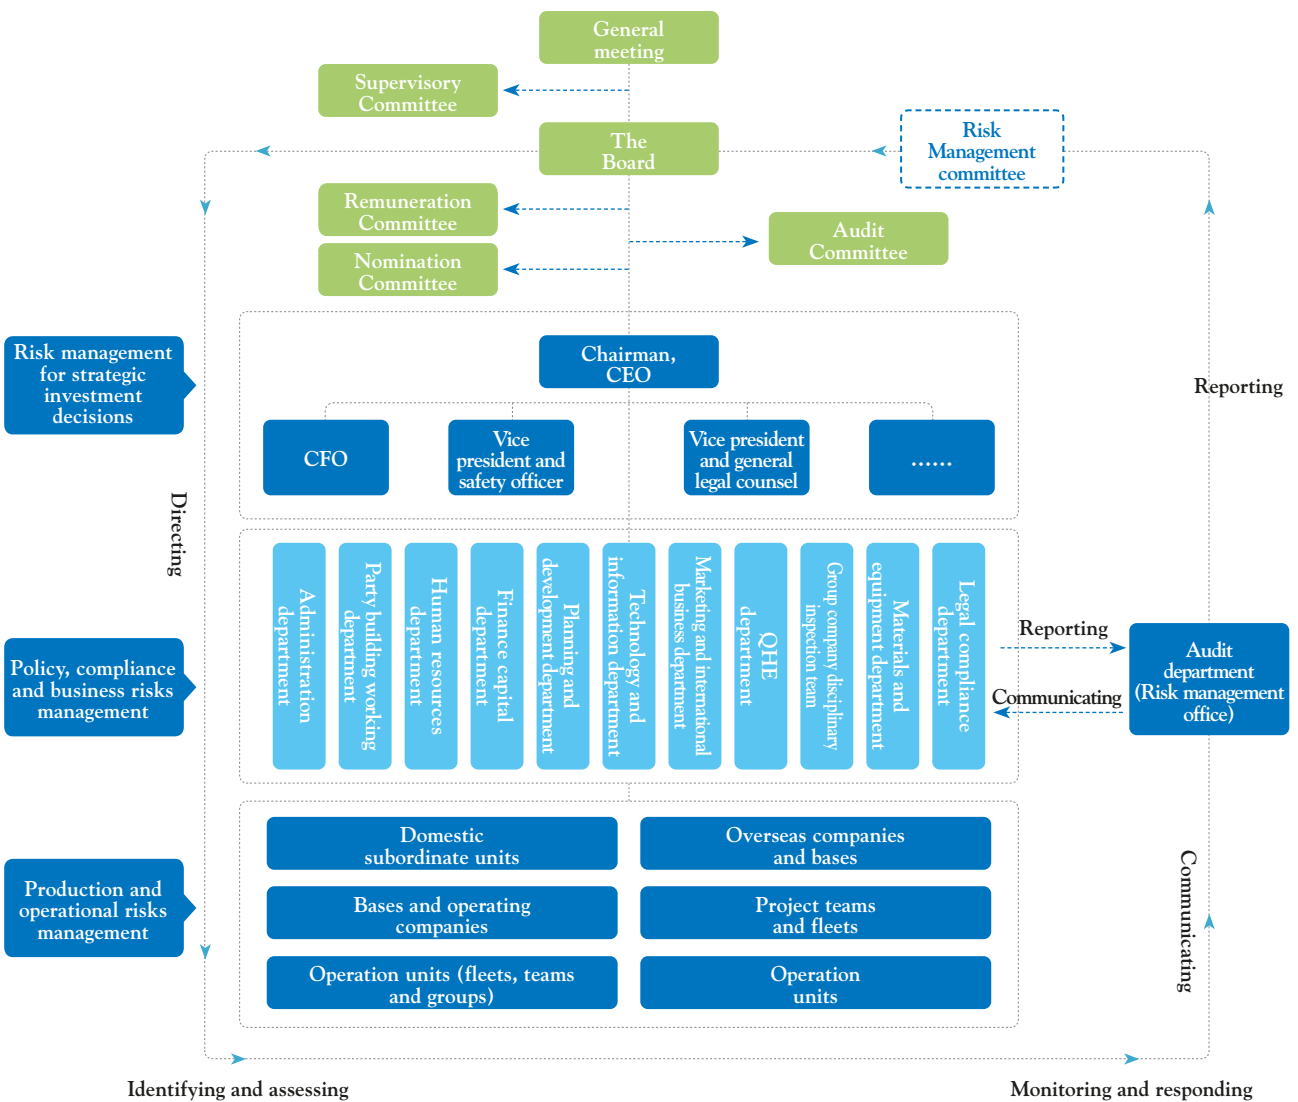 General
meeting
Supervisory
Committee
The
Board
Risk
Management
committee
Remuneration
Committee
Audit
Committee
Nomination
Committee
Risk management
for strategic
investment
decisions
Chairman,
CEO
CFO
Vice
president and
safety officer
Vice president
and general
legal counsel
......
Reporting
Directing
Policy, compliance
and business risks
management
Administration
department
Party building working
department
Human resources
department
Finance capital
department
Planning and
development department
Technology and
information department
Marketing and international
business department
QHE
department
Group company disciplinary
inspection team
Materials and
equipment department
Legal compliance
department
Reporting
Communicating
Audit
department
(Risk management
office)
Production and
operational risks
management
Domestic
subordinate units
Overseas companies
and bases
Bases and operating
companies
Project teams
and fleets
Operation units (fleets, teams
and groups)
Operation
units
Communicating
Identifying and assessing
Monitoring and responding